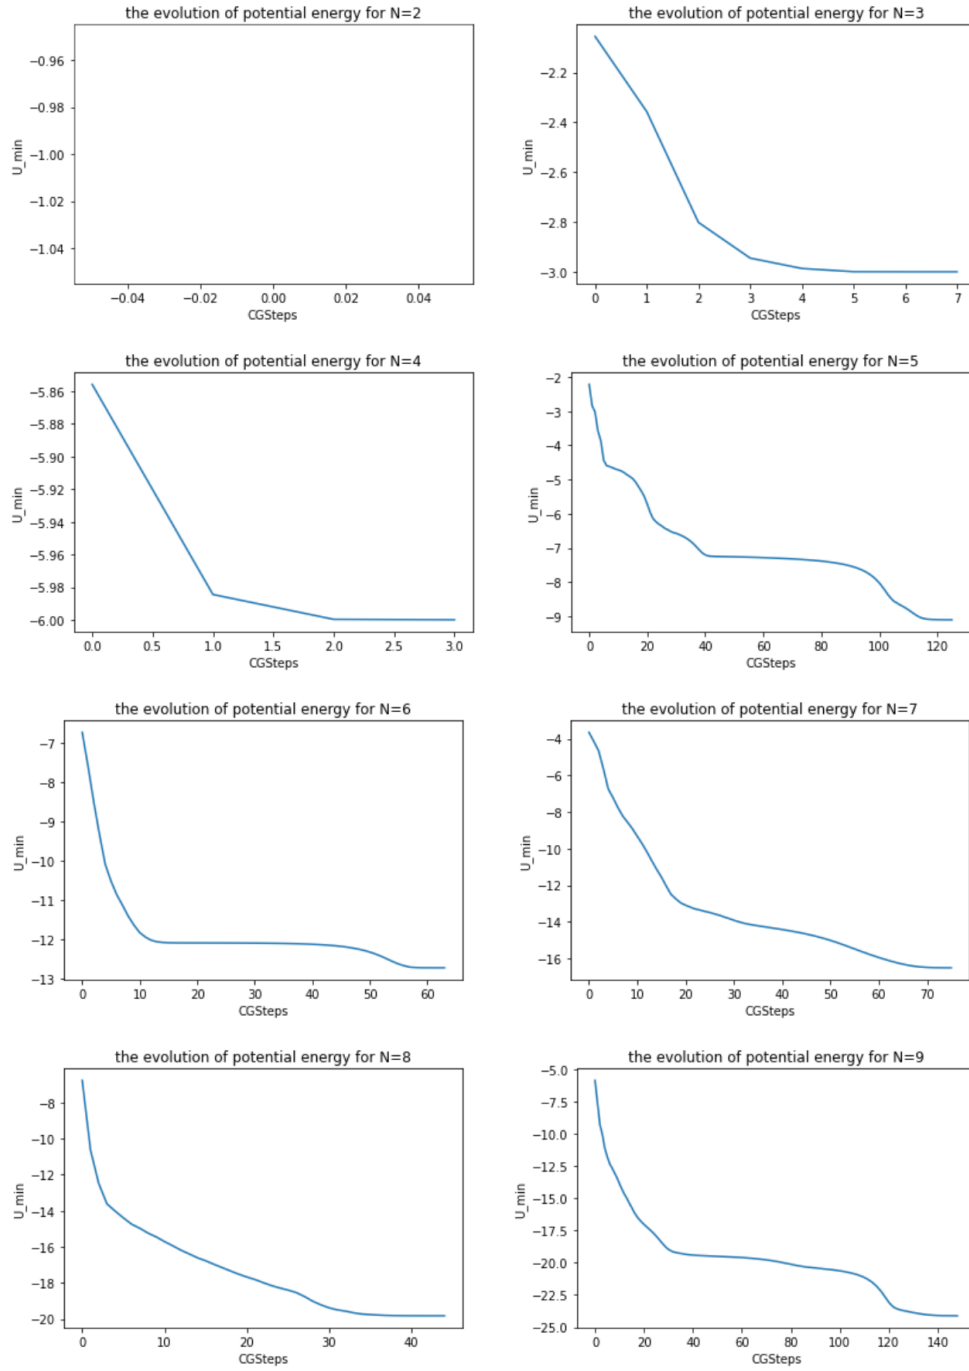 the evolution of potential energy for N=2
−0.96
−0.98
−1.00
−1.02
−1.04
U_min
−0.04 −0.02 0.00 0.02 0.04
CGSteps
the evolution of potential energy for N=3
−2.2
−2.4
−2.6
−2.8
−3.0
U_min
0 1 2 3 4 5 6 7
CGSteps
the evolution of potential energy for N=4
−5.86
−5.88
−5.90
−5.92
−5.94
−5.96
−5.98
−6.00
U_min
0.0 0.5 1.0 1.5 2.0 2.5 3.0
CGSteps
the evolution of potential energy for N=5
−2
−3
−4
−5
−6
−7
−8
−9
U_min
0 20 40 60 80 100 120
CGSteps
the evolution of potential energy for N=6
−7
−8
−9
−10
−11
−12
−13
U_min
0 10 20 30 40 50 60
CGSteps
the evolution of potential energy for N=7
−4
−6
−8
−10
−12
−14
−16
U_min
0 10 20 30 40 50 60 70
CGSteps
the evolution of potential energy for N=8
−8
−10
−12
−14
−16
−18
−20
U_min
0 10 20 30 40
CGSteps
the evolution of potential energy for N=9
−5.0
−7.5
−10.0
−12.5
−15.0
−17.5
−20.0
−22.5
−25.0
U_min
0 20 40 60 80 100 120 140
CGSteps